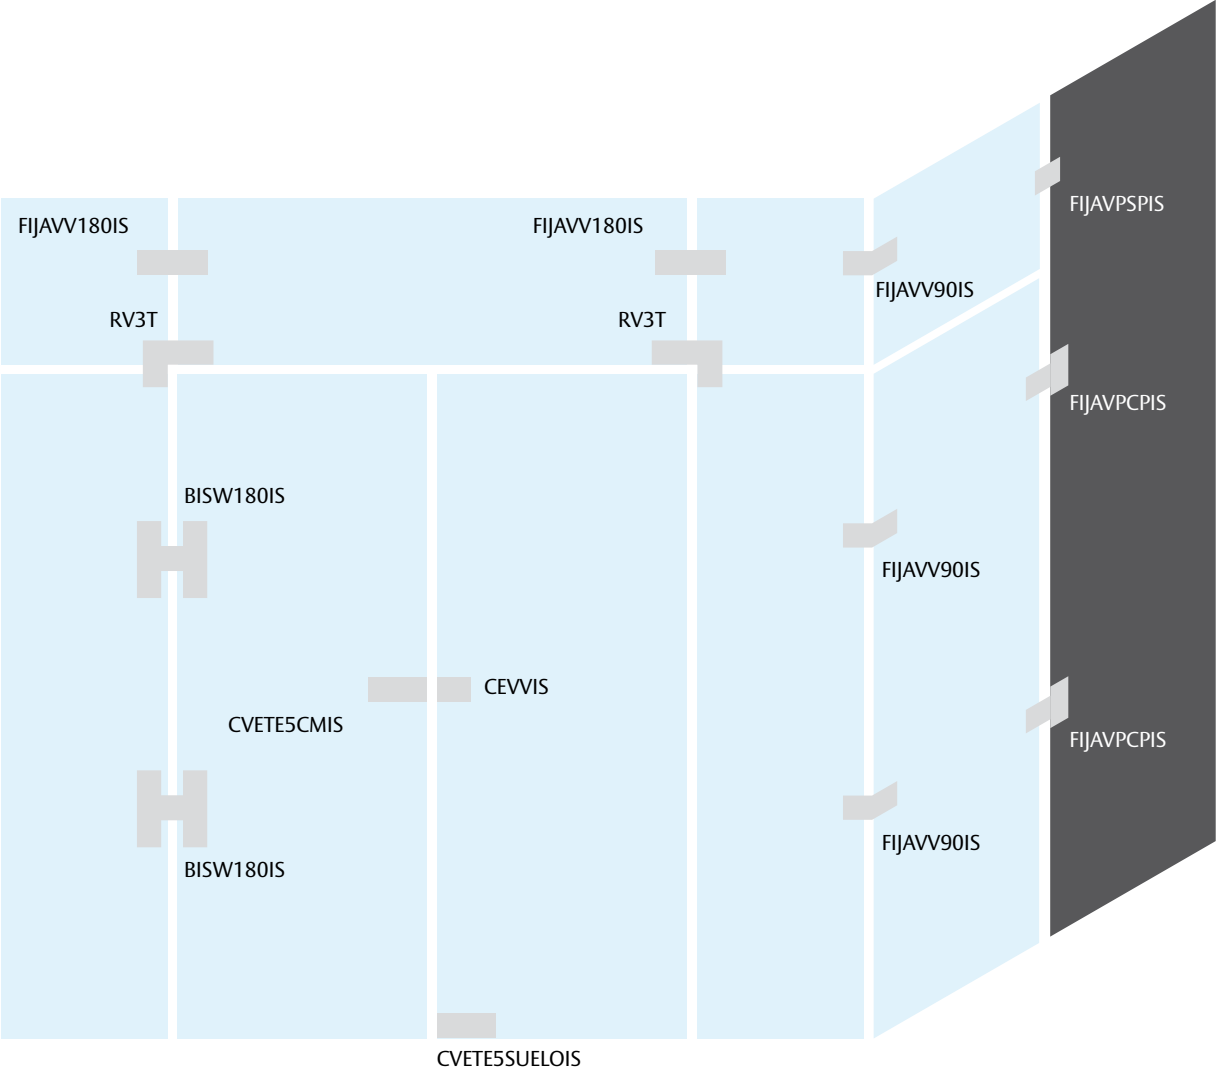 FIJAVPSPIS
FIJAVV180IS
FIJAVV180IS
FIJAVV90IS
RV3T
RV3T
FIJAVPCPIS
BISW180IS
FIJAVV90IS
CEVVIS
CVETE5CMIS
FIJAVPCPIS
FIJAVV90IS
BISW180IS
CVETE5SUELOIS